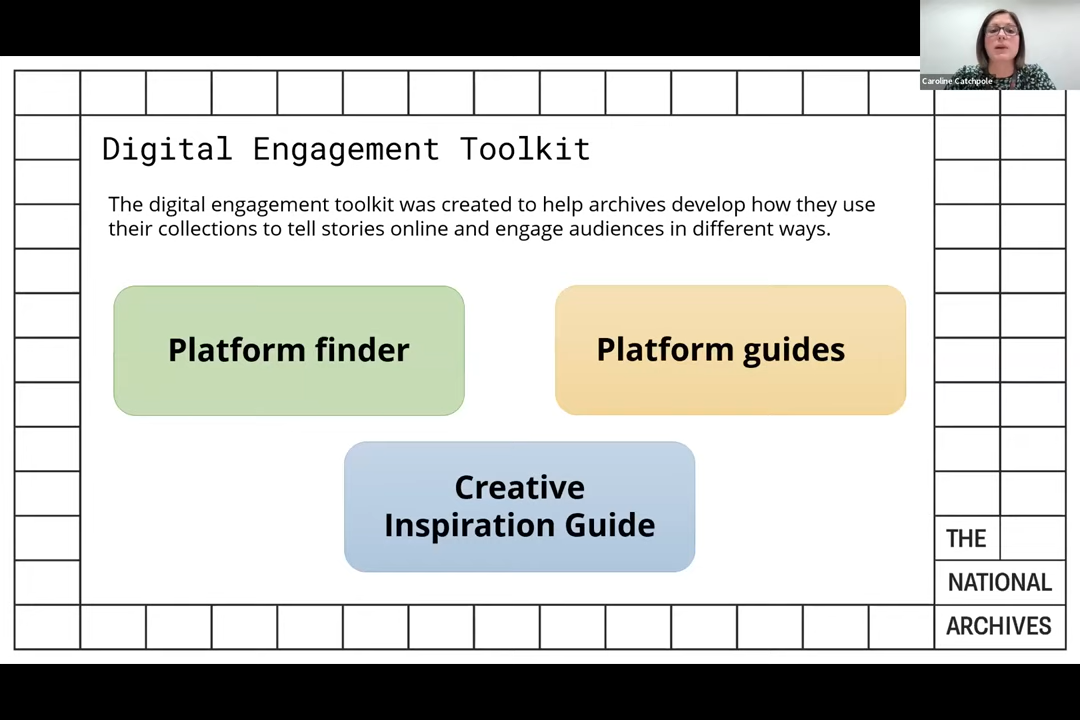 Caroline Catchpole
Digital Engagement Toolkit
The digital engagement toolkit was created to help archives develop how they use
their collections to tell stories online and engage audiences in different ways.
Platform finder
Platform guides
Creative
Inspiration Guide
THE
NATIONAL
ARCHIVES